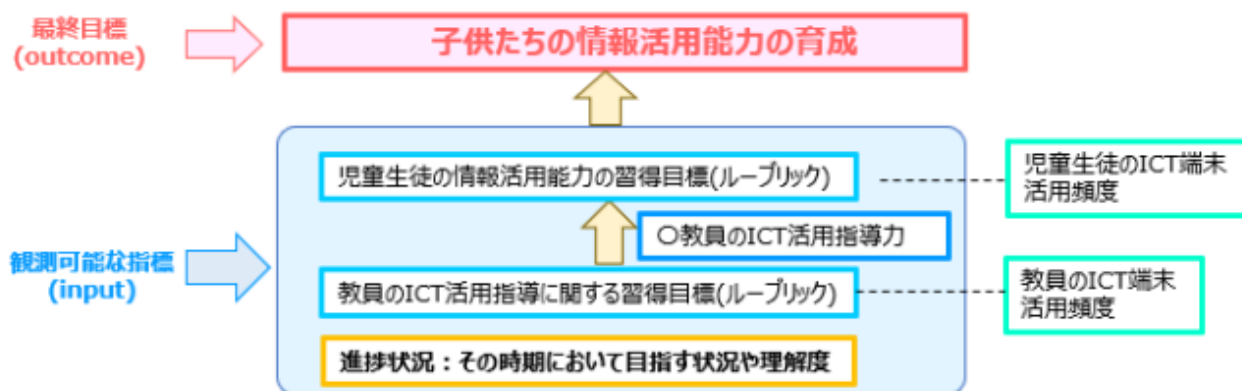 最終目標
(outcome)
子供たちの情報活用能力の育成
児童生徒の情報活用能力の習得目標(ルーブリック)
児童生徒のICT端末
活用頻度
〇教員のICT活用指導力
観測可能な指標
(input)
教員のICT活用指導に関する習得目標(ルーブリック)
教員のICT端末
活用頻度
進捗状況：その時期において目指す状況や理解度